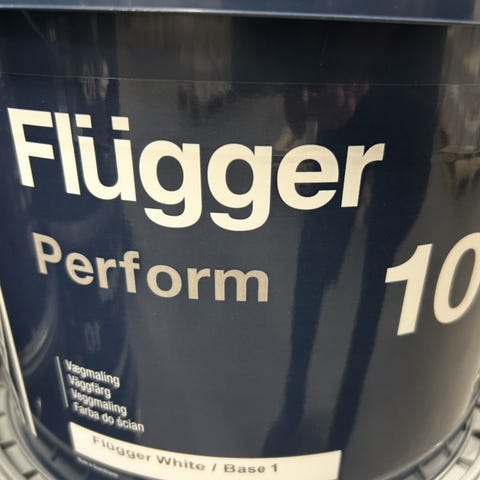 Flügger
Perform
10
Vægmaling
Väggfärg
Veggmaling
Farba do ścian
Flügger White / Base 1